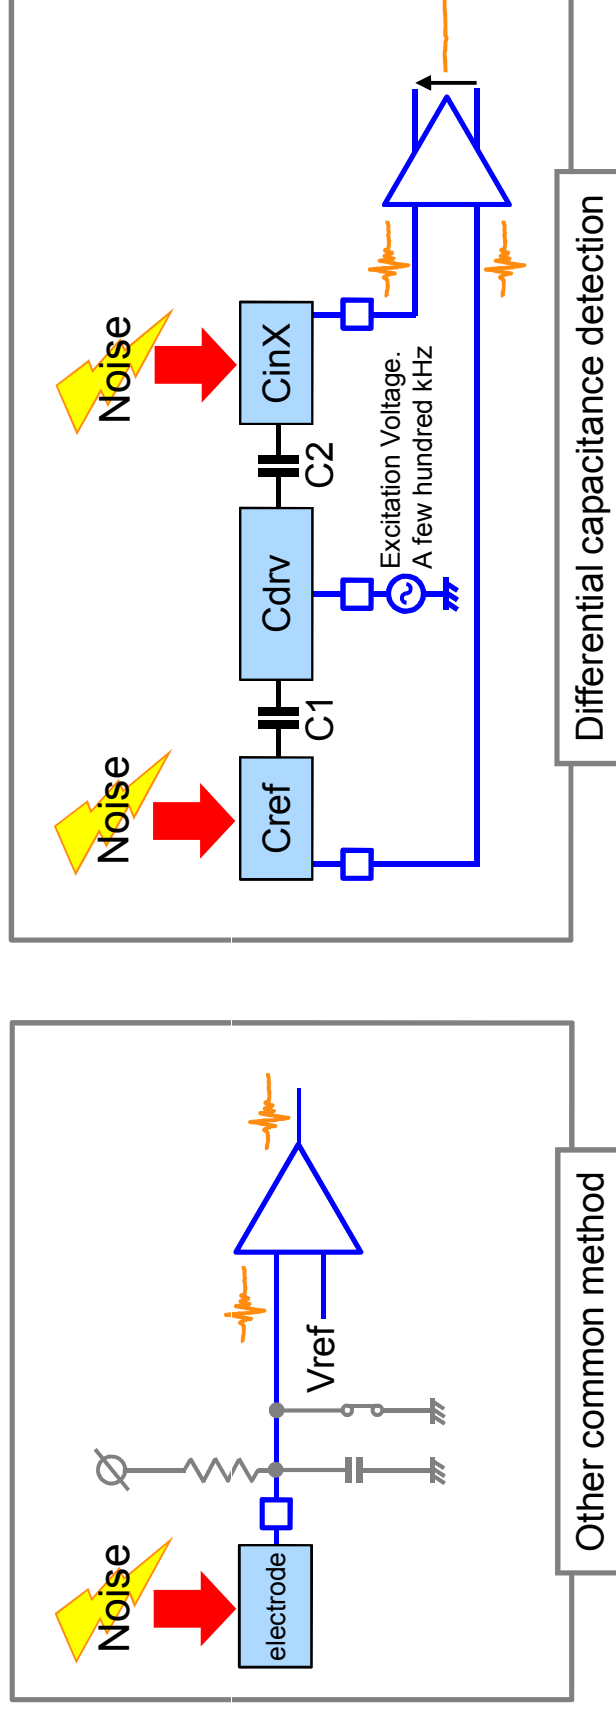 Noise
electrode
Vref
Other common method
Noise
Noise
Cref
C1
Cdrv
C2
CinX
Excitation Voltage.
A few hundred kHz
Differential capacitance detection